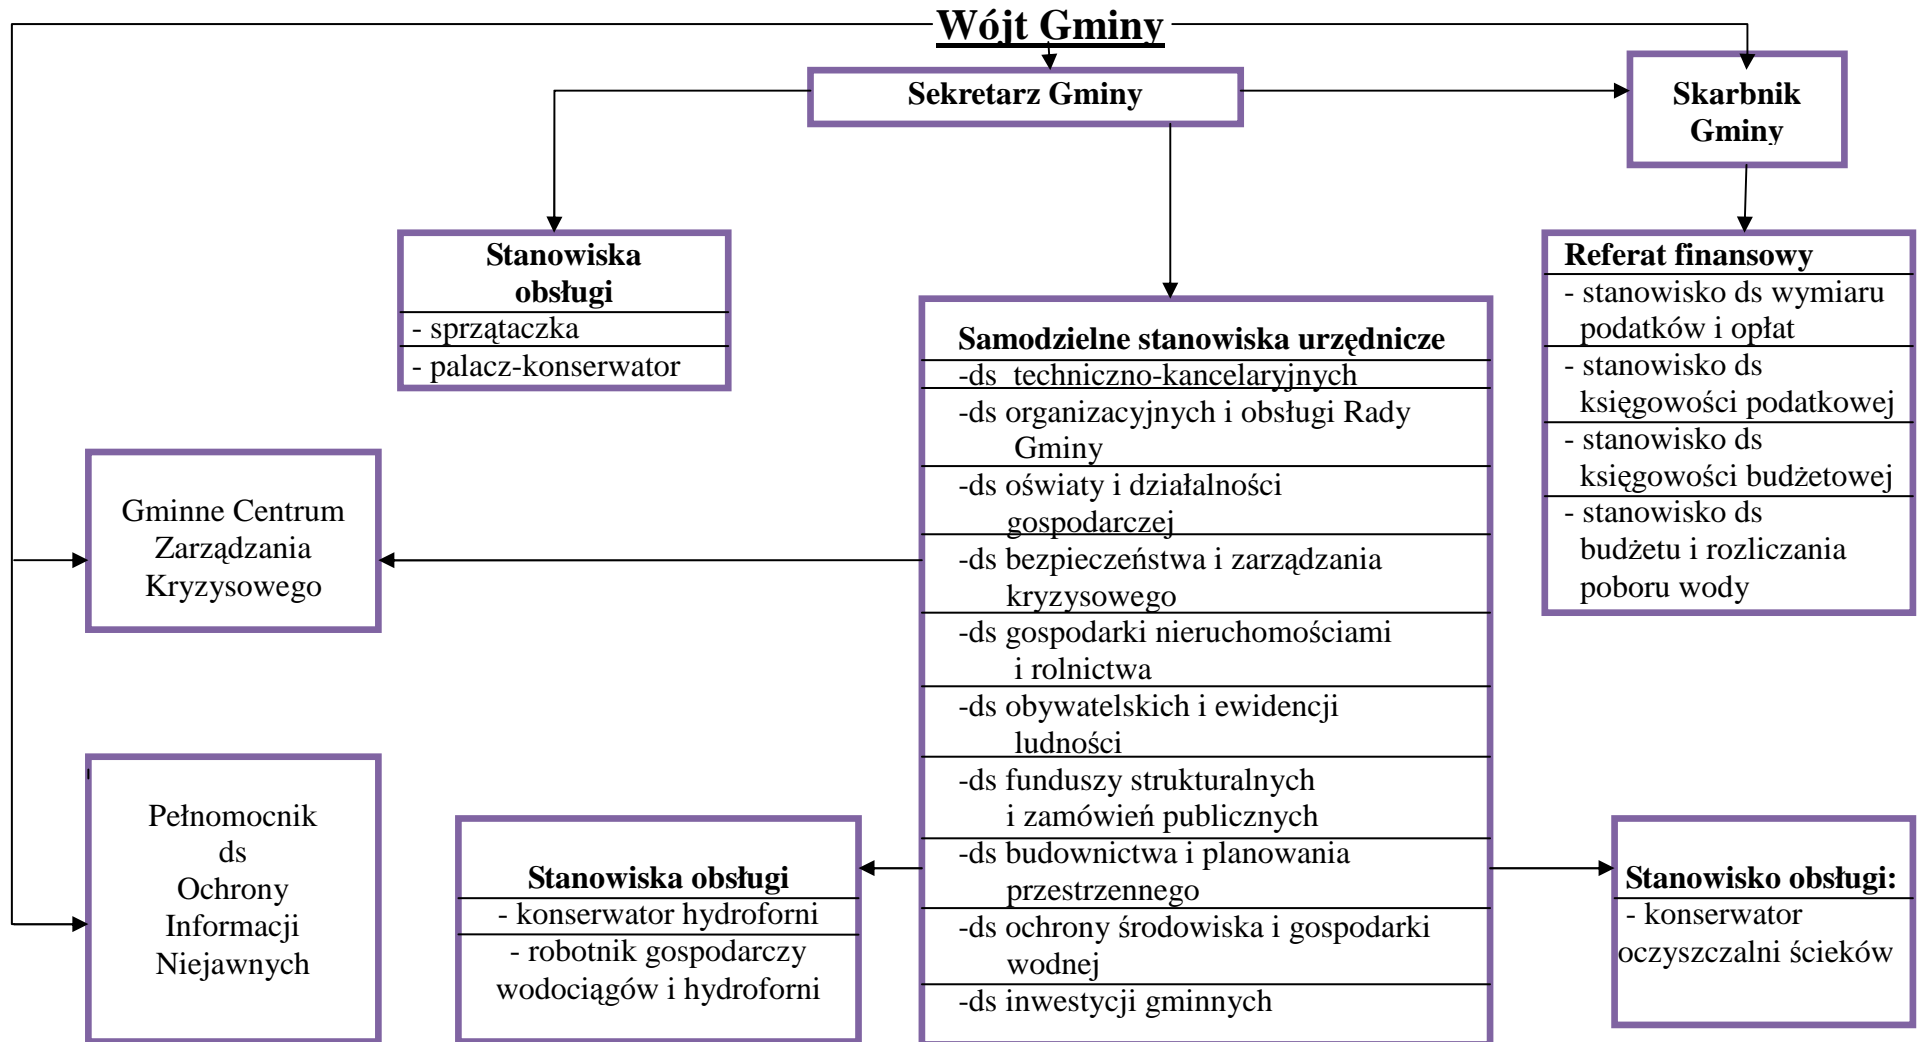 Wójt Gminy
Sekretarz Gminy
Skarbnik
Gminy
Stanowiska
obsługi
- sprzątaczka
- palacz-konserwator
Referat finansowy
- stanowisko ds wymiaru
podatków i opłat
- stanowisko ds
księgowości podatkowej
- stanowisko ds
księgowości budżetowej
- stanowisko ds
budżetu i rozliczania
poboru wody
Samodzielne stanowiska urzędnicze
-ds techniczno-kancelaryjnych
-ds organizacyjnych i obsługi Rady
Gminy
-ds oświaty i działalności
gospodarczej
-ds bezpieczeństwa i zarządzania
kryzysowego
-ds gospodarki nieruchomościami
i rolnictwa
-ds obywatelskich i ewidencji
ludności
-ds funduszy strukturalnych
i zamówień publicznych
-ds budownictwa i planowania
przestrzennego
-ds ochrony środowiska i gospodarki
wodnej
-ds inwestycji gminnych
Gminne Centrum
Zarządzania
Kryzysowego
Pełnomocnik
ds
Ochrony
Informacji
Niejawnych
Stanowiska obsługi
- konserwator hydroforni
- robotnik gospodarczy
wodociągów i hydroforni
Stanowisko obsługi:
- konserwator
oczyszczalni ścieków